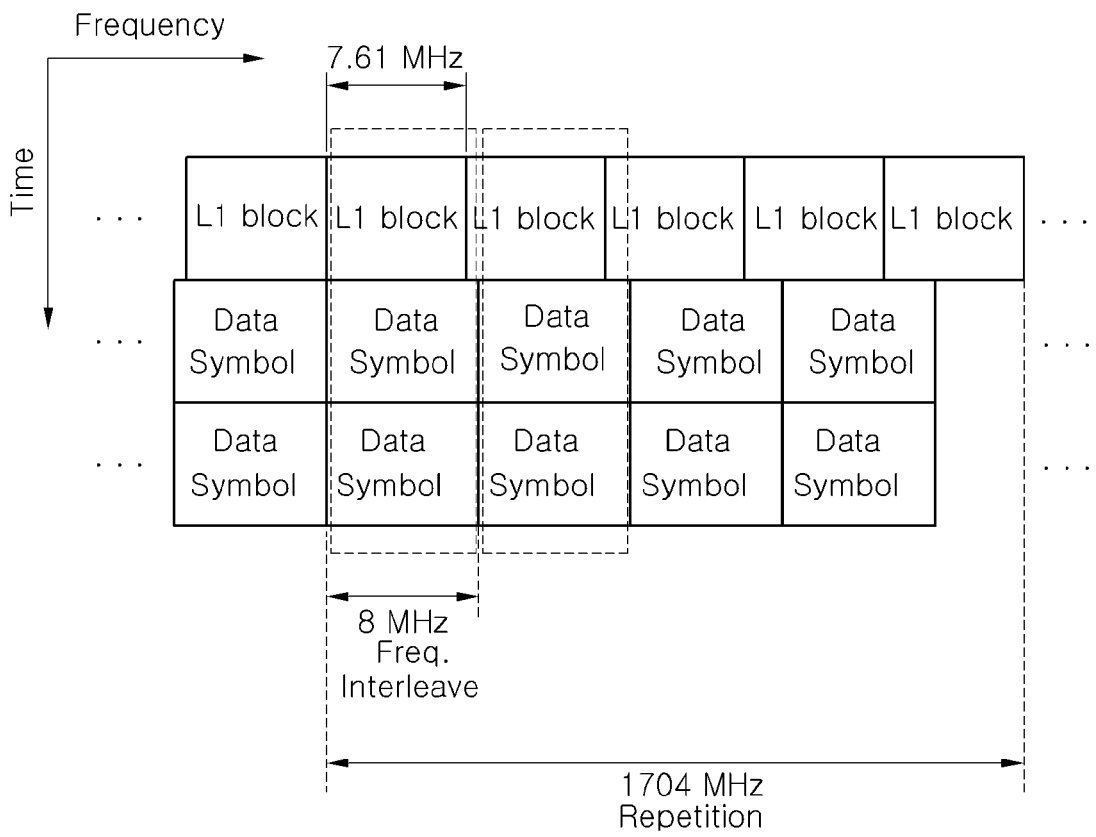 Frequency
7.61 MHz
Time
. . . L1 block L1 block L1 block L1 block L1 block L1 block . . .
. . . Data Data Data Data Data . . .
Symbol Symbol Symbol Symbol Symbol
. . . Data Data Data Data Data . . .
Symbol Symbol Symbol Symbol Symbol
8 MHz
Freq.
Interleave
1704 MHz
Repetition